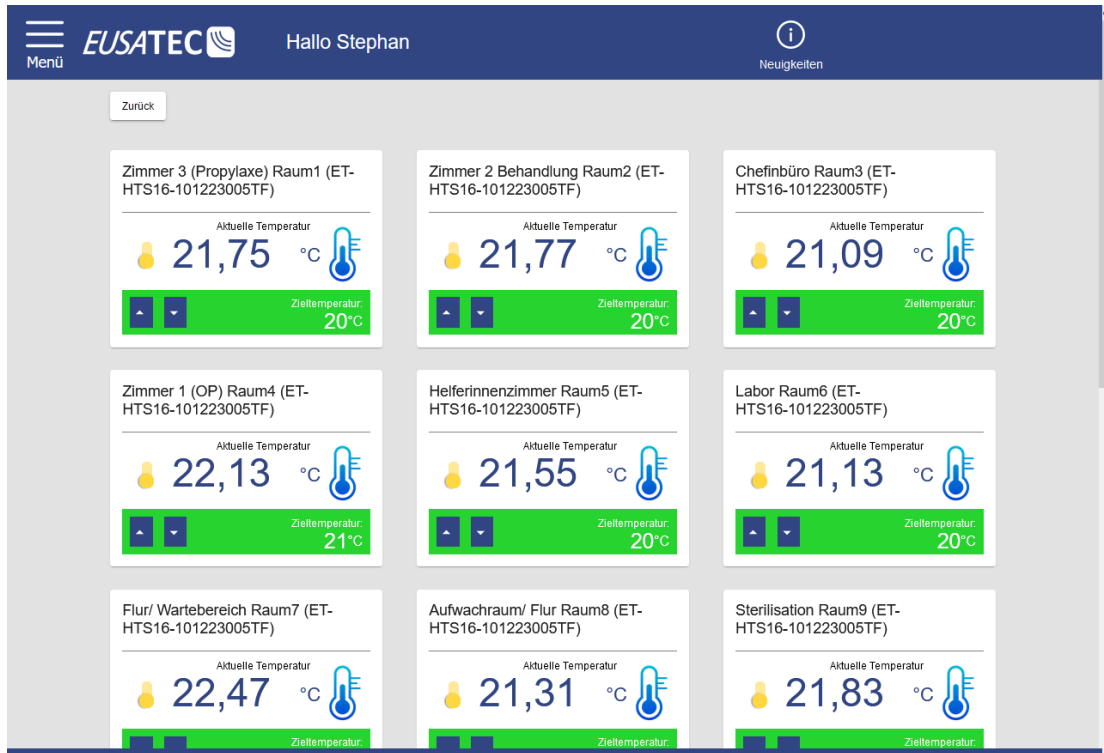 Menü
EUSATEC
Hallo Stephan
Neuigkeiten
Zurück
Zimmer 3 (Propylaxe) Raum1 (ET-
HTS16-101223005TF)
Aktuelle Temperatur
21,75 °C
Zieltemperatur:
20°C
Zimmer 2 Behandlung Raum2 (ET-
HTS16-101223005TF)
Aktuelle Temperatur
21,77 °C
Zieltemperatur:
20°C
Chefinbüro Raum3 (ET-
HTS16-101223005TF)
Aktuelle Temperatur
21,09 °C
Zieltemperatur:
20°C
Zimmer 1 (OP) Raum4 (ET-
HTS16-101223005TF)
Aktuelle Temperatur
22,13 °C
Zieltemperatur:
21°C
Helferinnenzimmer Raum5 (ET-
HTS16-101223005TF)
Aktuelle Temperatur
21,55 °C
Zieltemperatur:
20°C
Labor Raum6 (ET-
HTS16-101223005TF)
Aktuelle Temperatur
21,13 °C
Zieltemperatur:
20°C
Flur/ Wartebereich Raum7 (ET-
HTS16-101223005TF)
Aktuelle Temperatur
22,47 °C
Zieltemperatur:
Aufwachraum/ Flur Raum8 (ET-
HTS16-101223005TF)
Aktuelle Temperatur
21,31 °C
Zieltemperatur:
Sterilisation Raum9 (ET-
HTS16-101223005TF)
Aktuelle Temperatur
21,83 °C
Zieltemperatur: